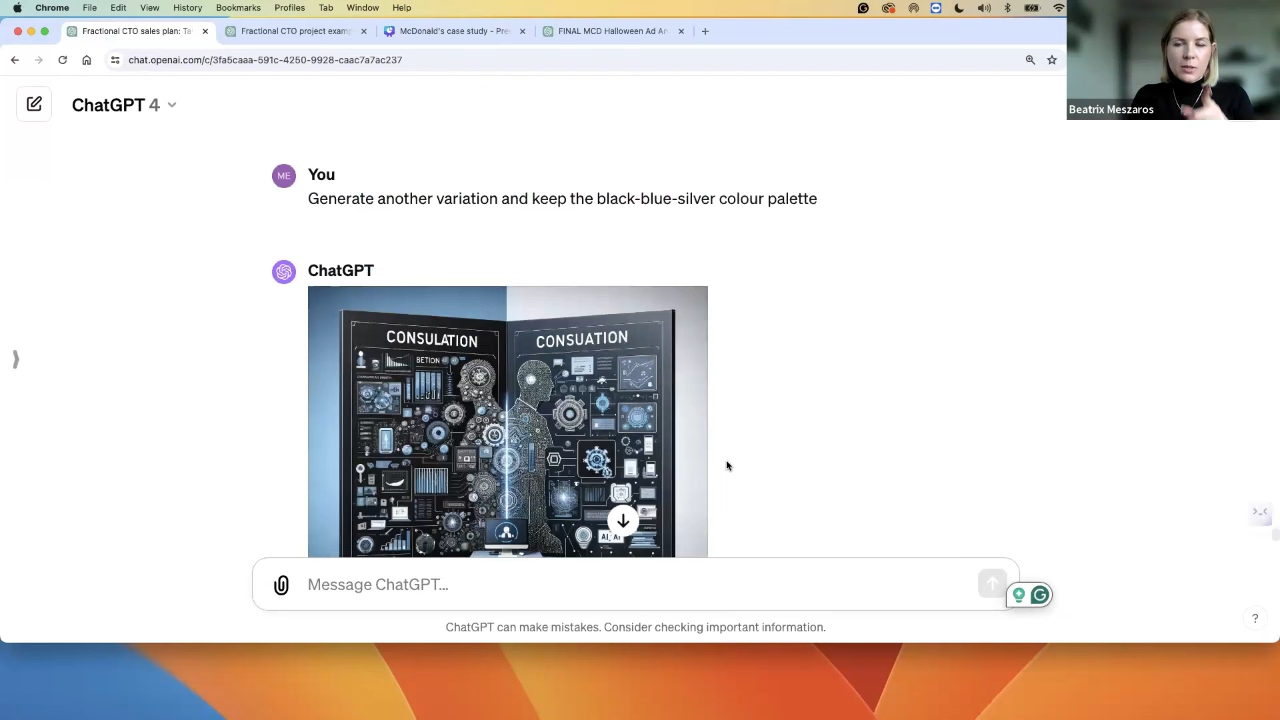 Chrome File Edit View History Bookmarks Profiles Tab Window Help
Fractional CTO sales plan: Ta
Fractional CTO project exam
McDonald's case study - Pre
FINAL MCD Halloween Ad An
chat.openai.com/c/3fa5caaa-591c-4250-9928-caac7a7ac237
Beatrix Meszaros
ChatGPT 4
ME You
Generate another variation and keep the black-blue-silver colour palette
ChatGPT
CONSULATION CONSUATION
BETION
Message ChatGPT...
ChatGPT can make mistakes. Consider checking important information.
?